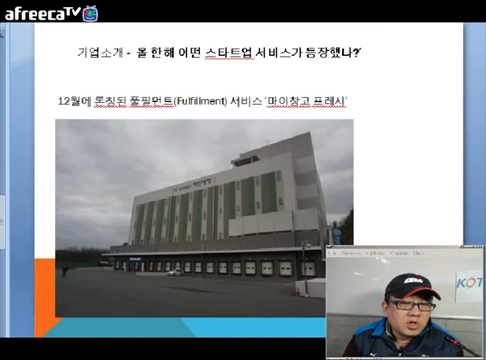 afreecaTV
기업소개 - 올 한해 어떤 스타트업 서비스가 등장했나?'
12월에 론칭된 풀필먼트(Fulfillment) 서비스 '마이창고 프레시'
KOT